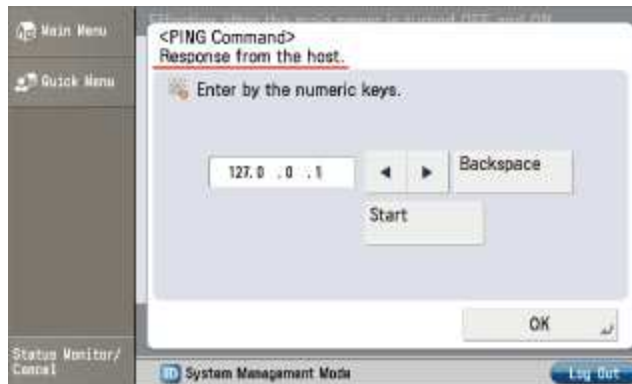 Main Menu
Quick Menu
<PING Command>
Response from the host.
Enter by the numeric keys.
127.0 .0 .1
Backspace
Start
OK
Status Monitor/
Cancel
System Management Mode
Log Out